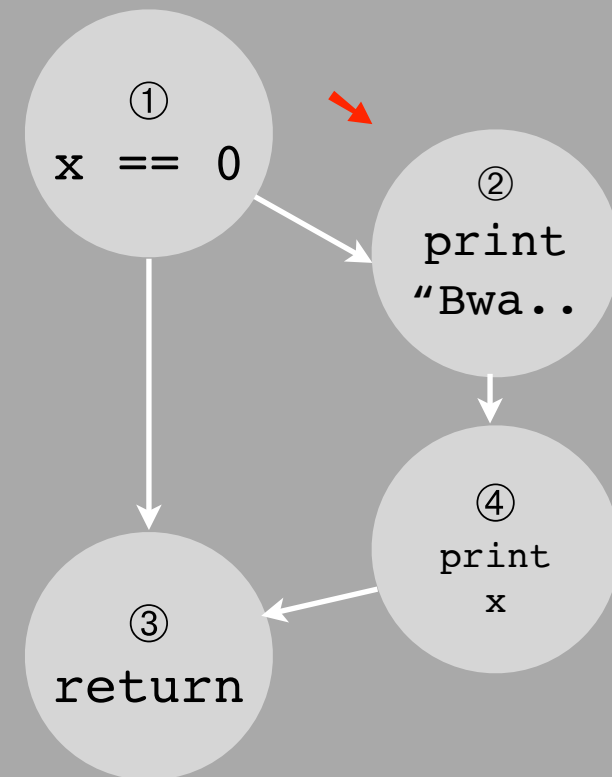 ①
x == 0
②
print
“Bwa..
④
print
x
③
return